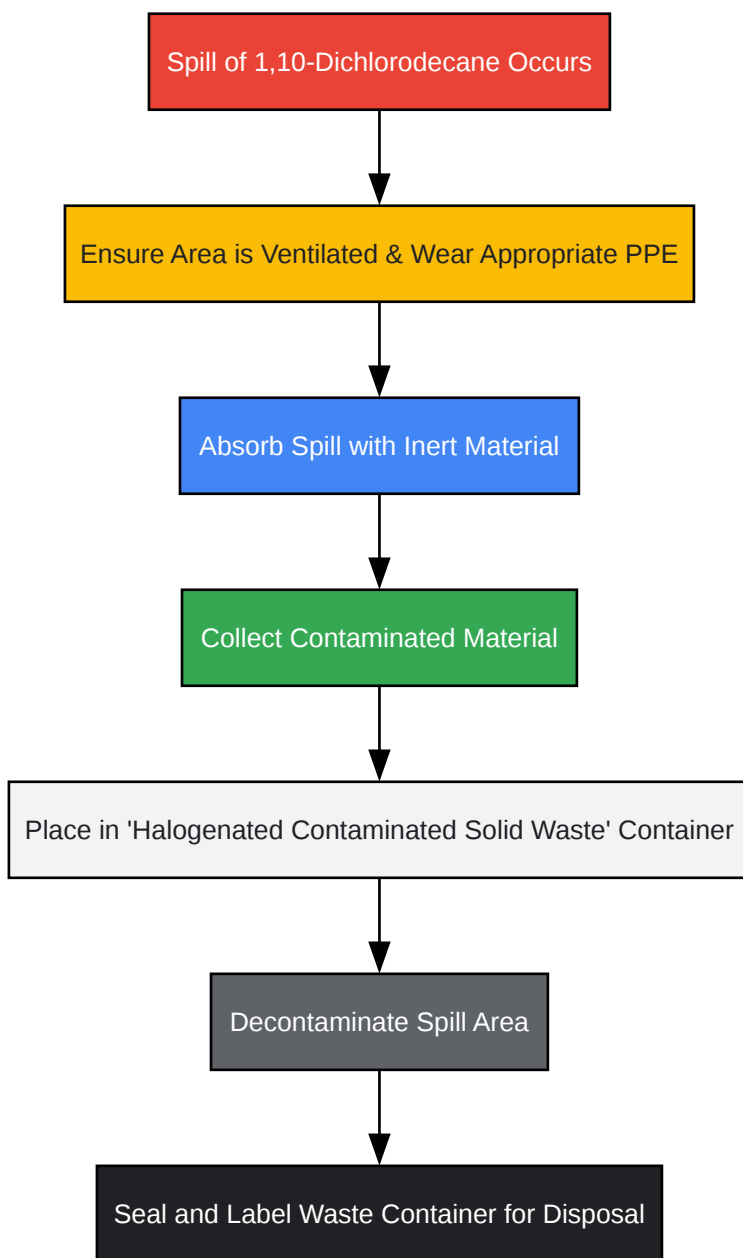 Spill of 1,10-Dichlorodecane Occurs
Ensure Area is Ventilated & Wear Appropriate PPE
Absorb Spill with Inert Material
Collect Contaminated Material
Place in 'Halogenated Contaminated Solid Waste' Container
Decontaminate Spill Area
Seal and Label Waste Container for Disposal